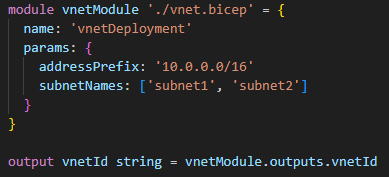 module vnetModule './vnet.bicep' = {
  name: 'vnetDeployment'
  params: {
    addressPrefix: '10.0.0.0/16'
    subnetNames: ['subnet1', 'subnet2']
  }
}

output vnetId string = vnetModule.outputs.vnetId